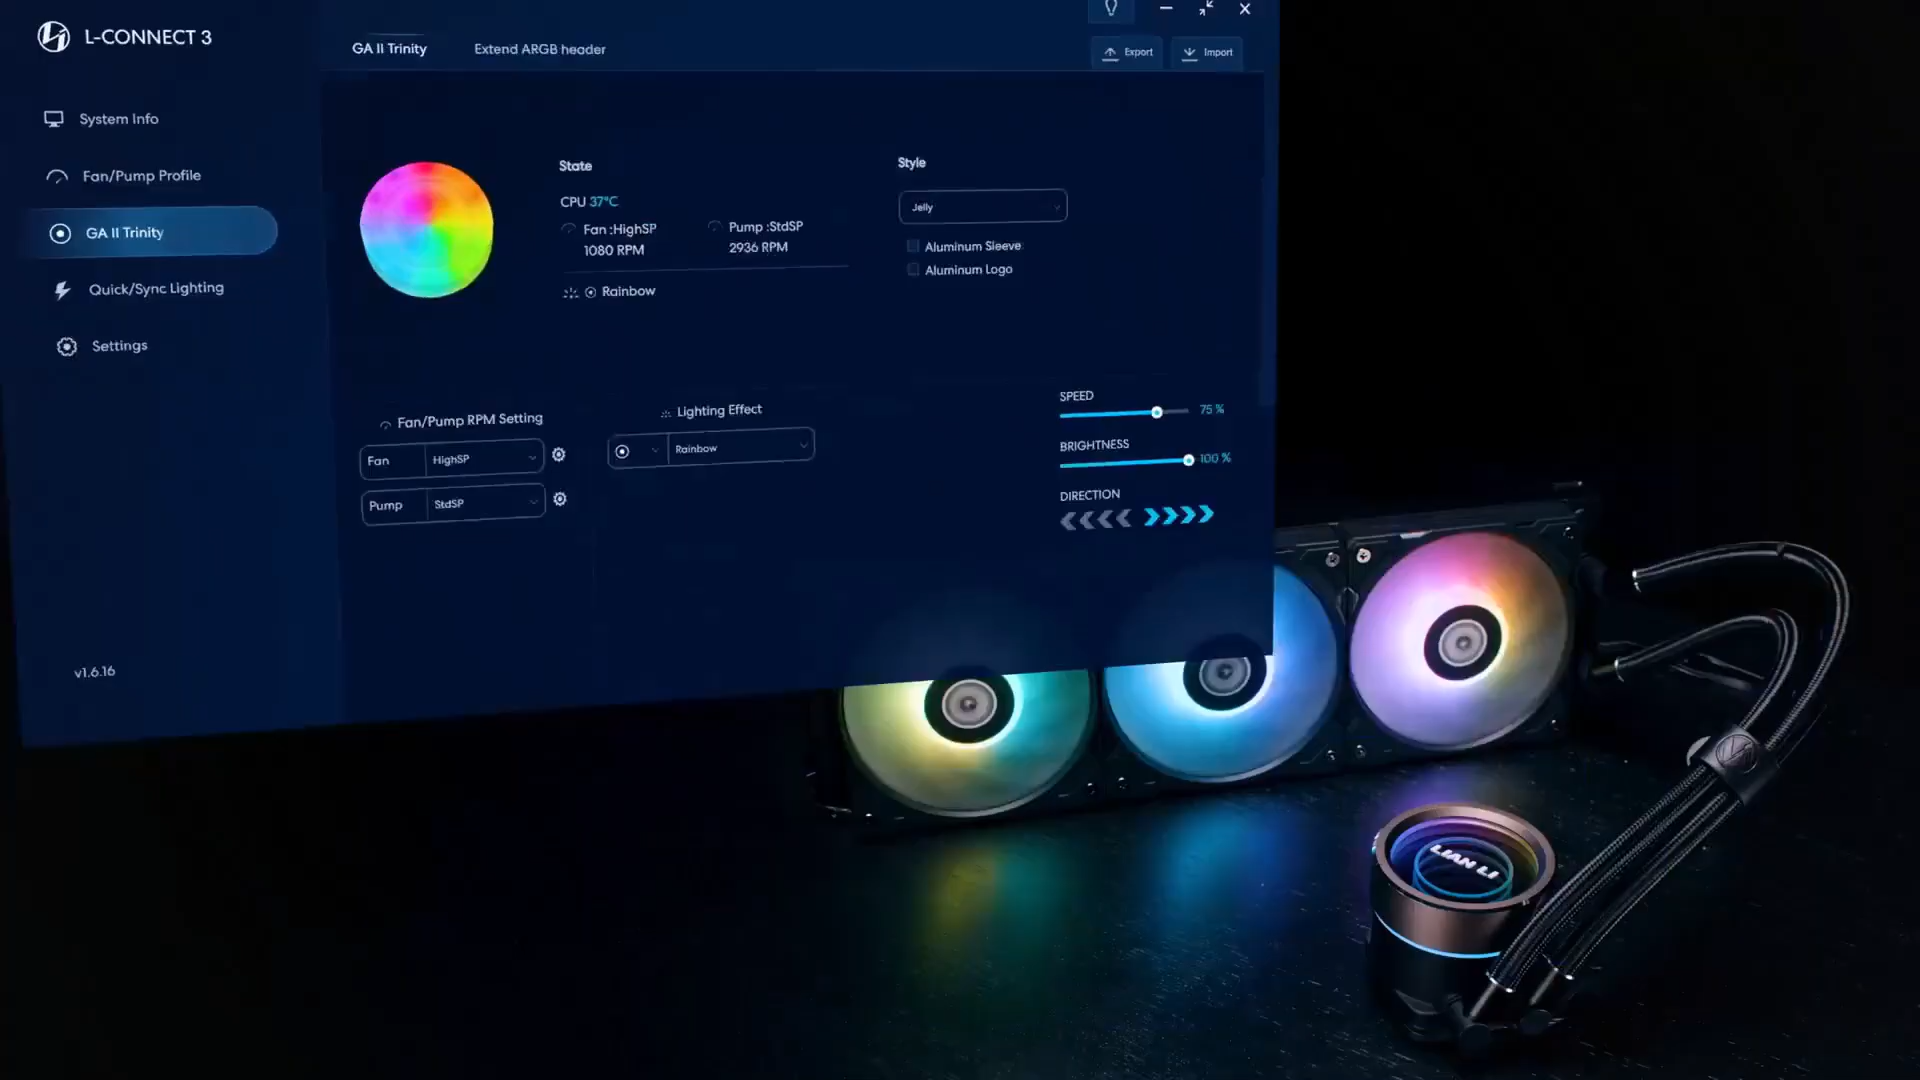 L-CONNECT 3
System Info
Fan/Pump Profile
GA II Trinity
Quick/Sync Lighting
Settings
v1.6.16
GA II Trinity
Extend ARGB header
Export
Import
State
CPU 37°C
Fan :HighSP
1080 RPM
Pump :StdSP
2936 RPM
Rainbow
Style
Jelly
Aluminum Sleeve
Aluminum Logo
Fan/Pump RPM Setting
Fan
HighSP
Pump
StdSP
Lighting Effect
Rainbow
SPEED
75 %
BRIGHTNESS
100 %
DIRECTION
LIAN LI